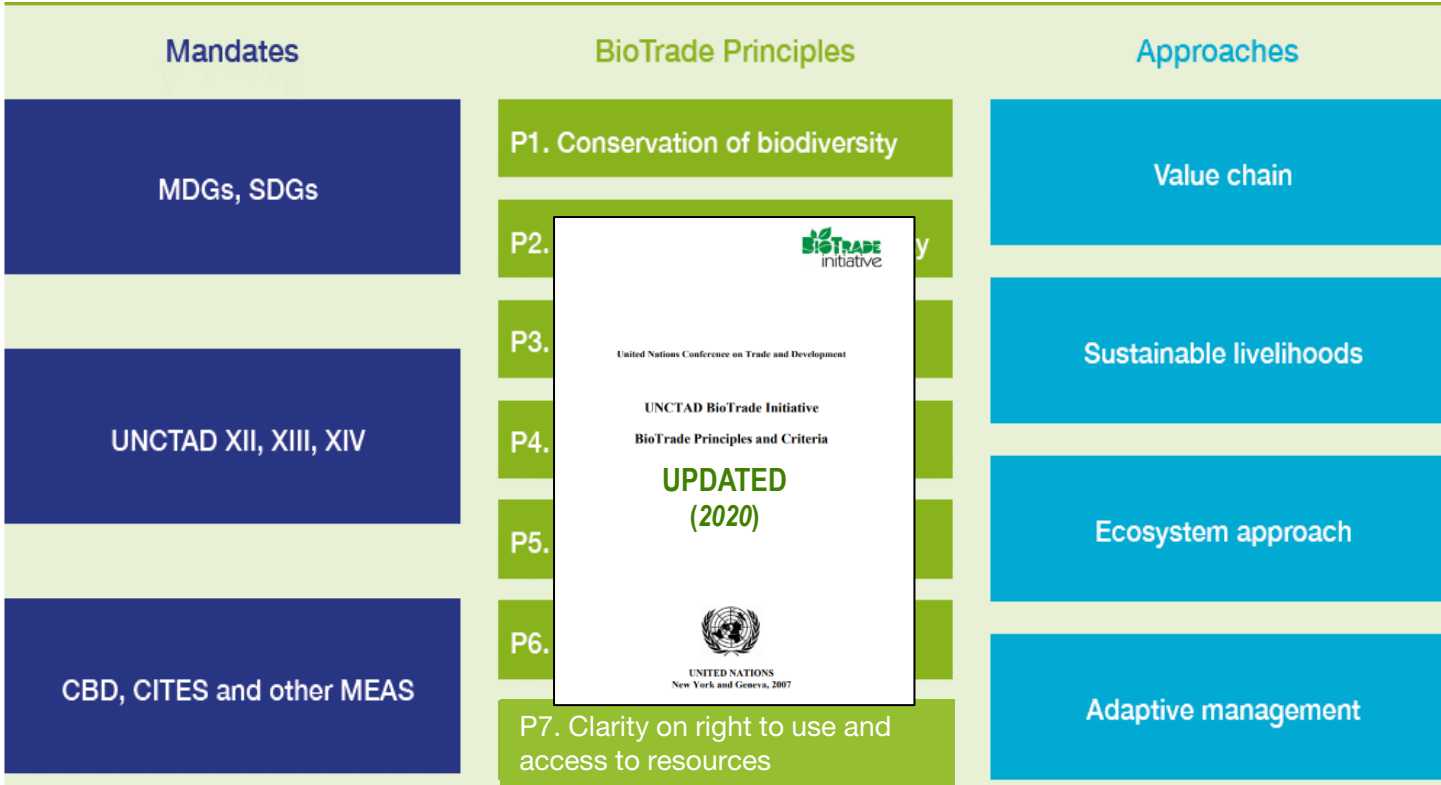 Mandates
MDGs, SDGs
UNCTAD XII, XIII, XIV
CBD, CITES and other MEAS
BioTrade Principles
P1. Conservation of biodiversity
P2.
y
P3.
P4.
P5.
P6.
P7. Clarity on right to use and
access to resources
BIOTRADE
initiative
United Nations Conference on Trade and Development
UNCTAD BioTrade Initiative
BioTrade Principles and Criteria
UPDATED
(2020)
UNITED NATIONS
New York and Geneva, 2007
Approaches
Value chain
Sustainable livelihoods
Ecosystem approach
Adaptive management